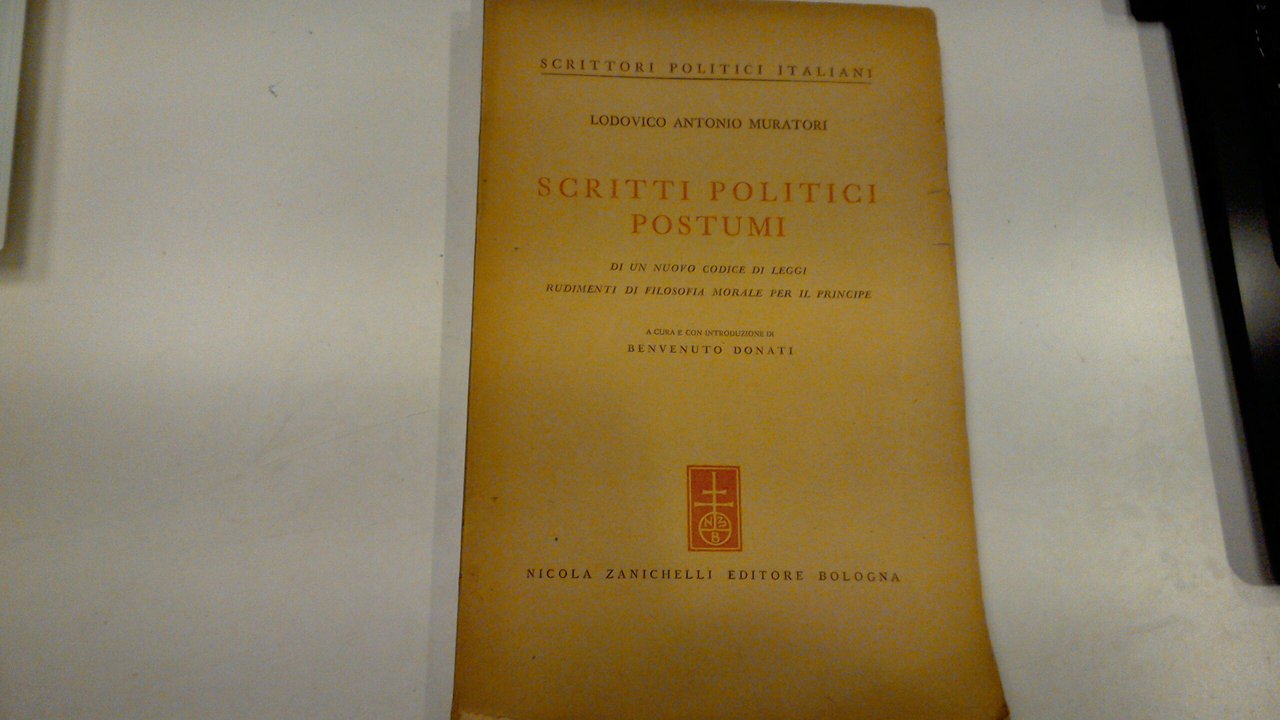 SCRITTORI POLITICI ITALIANI
LODOVICO ANTONIO MURATORI
SCRITTI POLITICI
POSTUMI
DI UN NUOVO CODICE DI LEGGI
RUDIMENTI DI FILOSOFIA MORALE PER IL PRINCIPE
A CURA E CON INTRODUZIONE DI
BENVENUTO DONATI
N Z
B
NICOLA ZANICHELLI EDITORE BOLOGNA